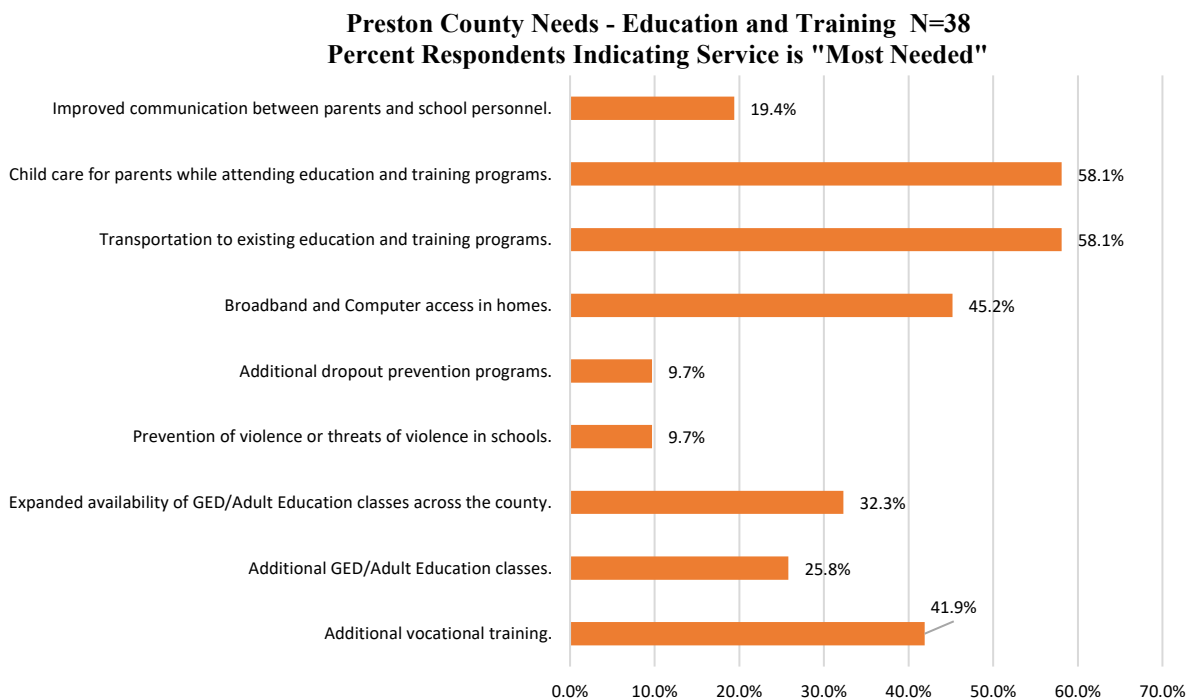 Preston County Needs - Education and Training  N=38
Percent Respondents Indicating Service is "Most Needed"
Improved communication between parents and school personnel.
19.4%
Child care for parents while attending education and training programs.
58.1%
Transportation to existing education and training programs.
58.1%
Broadband and Computer access in homes.
45.2%
Additional dropout prevention programs.
9.7%
Prevention of violence or threats of violence in schools.
9.7%
Expanded availability of GED/Adult Education classes across the county.
32.3%
Additional GED/Adult Education classes.
25.8%
Additional vocational training.
41.9%
0.0% 10.0% 20.0% 30.0% 40.0% 50.0% 60.0% 70.0%